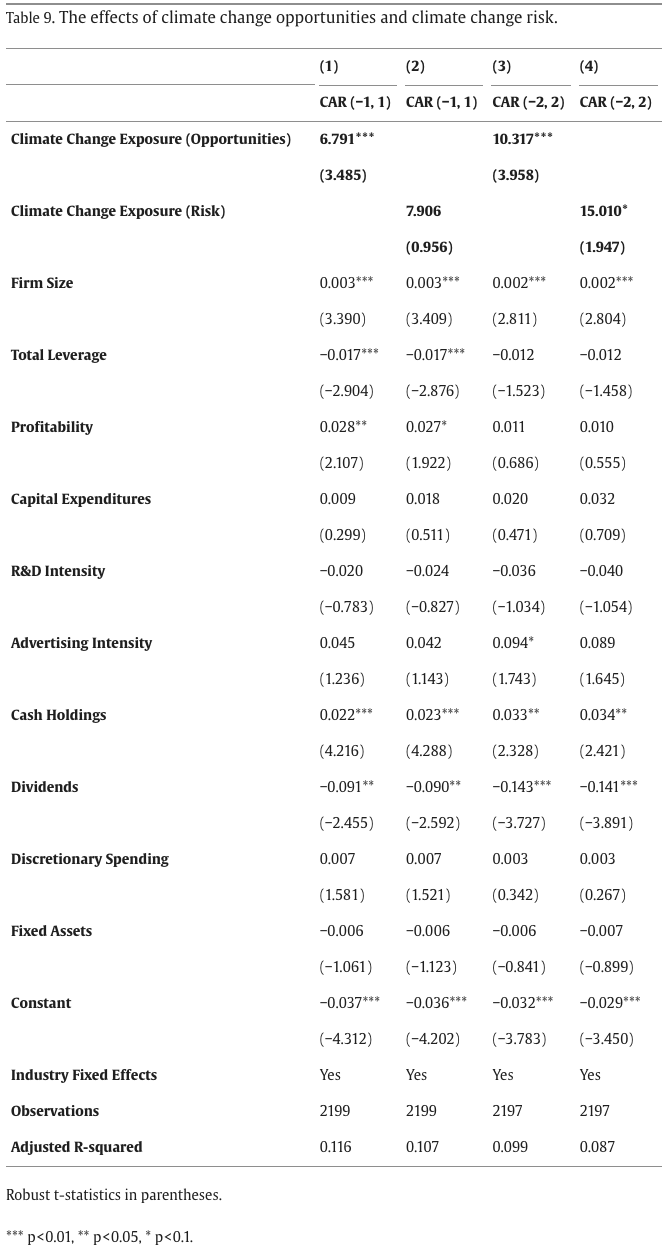 Table 9. The effects of climate change opportunities and climate change risk.
(1) (2) (3) (4)
CAR (−1, 1) CAR (−1, 1) CAR (−2, 2) CAR (−2, 2)
Climate Change Exposure (Opportunities) 6.791*** 10.317***
(3.485) (3.958)
Climate Change Exposure (Risk) 7.906 15.010*
(0.956) (1.947)
Firm Size 0.003*** 0.003*** 0.002*** 0.002***
(3.390) (3.409) (2.811) (2.804)
Total Leverage −0.017*** −0.017*** −0.012 −0.012
(−2.904) (−2.876) (−1.523) (−1.458)
Profitability 0.028** 0.027* 0.011 0.010
(2.107) (1.922) (0.686) (0.555)
Capital Expenditures 0.009 0.018 0.020 0.032
(0.299) (0.511) (0.471) (0.709)
R&D Intensity −0.020 −0.024 −0.036 −0.040
(−0.783) (−0.827) (−1.034) (−1.054)
Advertising Intensity 0.045 0.042 0.094* 0.089
(1.236) (1.143) (1.743) (1.645)
Cash Holdings 0.022*** 0.023*** 0.033** 0.034**
(4.216) (4.288) (2.328) (2.421)
Dividends −0.091** −0.090** −0.143*** −0.141***
(−2.455) (−2.592) (−3.727) (−3.891)
Discretionary Spending 0.007 0.007 0.003 0.003
(1.581) (1.521) (0.342) (0.267)
Fixed Assets −0.006 −0.006 −0.006 −0.007
(−1.061) (−1.123) (−0.841) (−0.899)
Constant −0.037*** −0.036*** −0.032*** −0.029***
(−4.312) (−4.202) (−3.783) (−3.450)
Industry Fixed Effects Yes Yes Yes Yes
Observations 2199 2199 2197 2197
Adjusted R-squared 0.116 0.107 0.099 0.087
Robust t-statistics in parentheses.
*** p<0.01, ** p<0.05, * p<0.1.